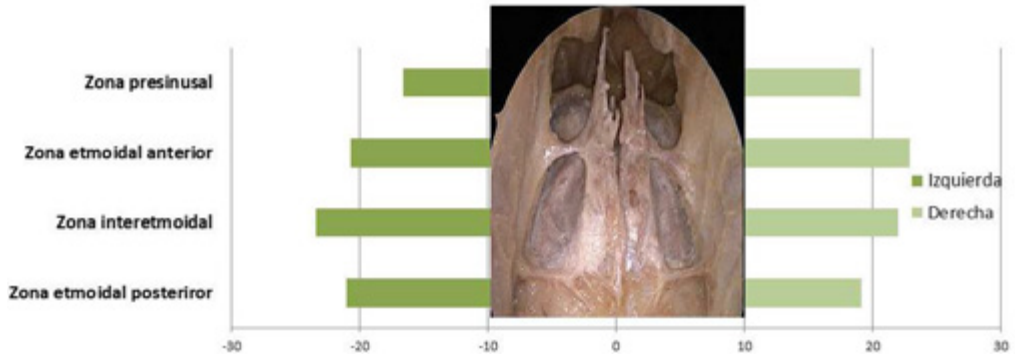 Zona presinusal
Zona etmoidal anterior
Zona interetmoidal
Zona etmoidal posteriror
Izquierda
Derecha
-30 -20 -10 0 10 20 30